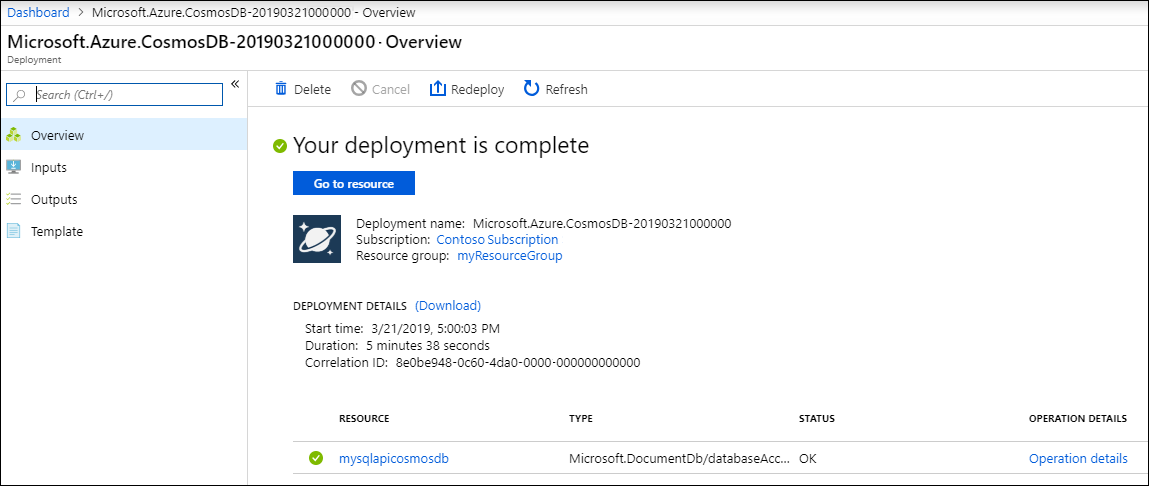 Dashboard > Microsoft.Azure.CosmosDB-20190321000000 - Overview
Microsoft.Azure.CosmosDB-20190321000000 - Overview
Deployment
Search (Ctrl+/)
«
Delete Cancel Redeploy Refresh
Overview
Inputs
Outputs
Template
Your deployment is complete
Go to resource
Deployment name: Microsoft.Azure.CosmosDB-20190321000000
Subscription: Contoso Subscription
Resource group: myResourceGroup
DEPLOYMENT DETAILS (Download)
Start time: 3/21/2019, 5:00:03 PM
Duration: 5 minutes 38 seconds
Correlation ID: 8e0be948-0c60-4da0-0000-000000000000
RESOURCE TYPE STATUS OPERATION DETAILS
mysqlapicosmosdb Microsoft.DocumentDb/databaseAcc... OK Operation details